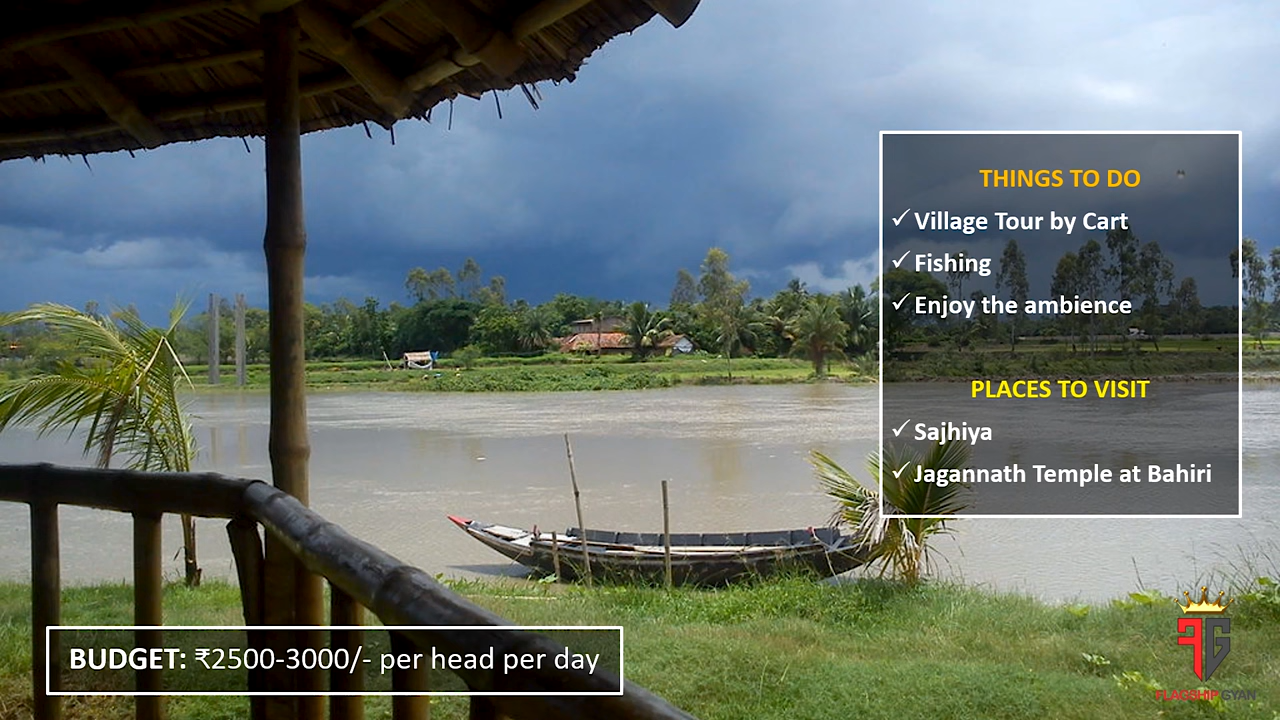 THINGS TO DO
✓ Village Tour by Cart
✓ Fishing
✓ Enjoy the ambience
PLACES TO VISIT
✓ Sajhiya
✓ Jagannath Temple at Bahiri
BUDGET: ₹2500-3000/- per head per day
FG
FLAGSHIP GYAN